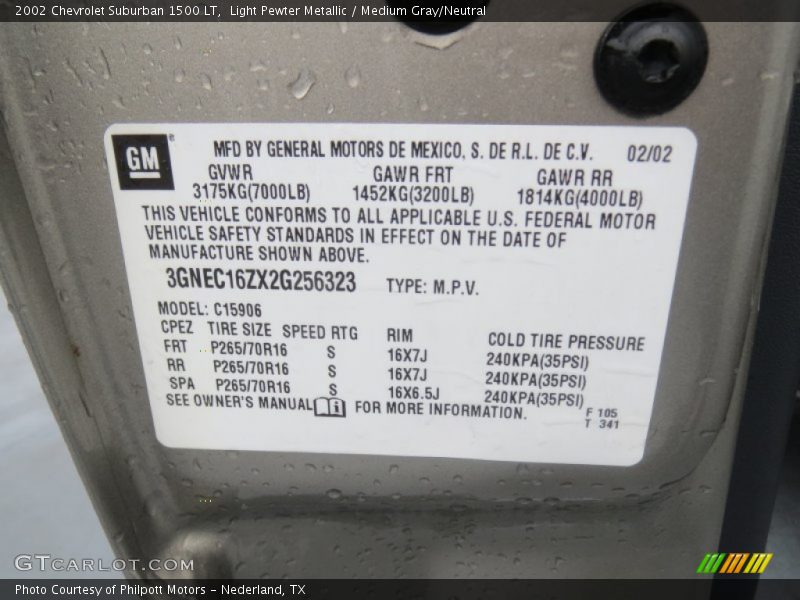 2002 Chevrolet Suburban 1500 LT, Light Pewter Metallic / Medium Gray/Neutral
GM®
MFD BY GENERAL MOTORS DE MEXICO, S. DE R.L. DE C.V. 02/02
GVWR GAWR FRT GAWR RR
3175KG(7000LB) 1452KG(3200LB) 1814KG(4000LB)
THIS VEHICLE CONFORMS TO ALL APPLICABLE U.S. FEDERAL MOTOR
VEHICLE SAFETY STANDARDS IN EFFECT ON THE DATE OF
MANUFACTURE SHOWN ABOVE.
3GNEC16ZX2G256323 TYPE: M.P.V.
MODEL: C15906
CPEZ TIRE SIZE SPEED RTG RIM COLD TIRE PRESSURE
FRT P265/70R16 S 16X7J 240KPA(35PSI)
RR P265/70R16 S 16X7J 240KPA(35PSI)
SPA P265/70R16 S 16X6.5J 240KPA(35PSI)
SEE OWNER'S MANUAL FOR MORE INFORMATION.
F 105
T 341
GTCARLOT.COM
Photo Courtesy of Philpott Motors - Nederland, TX